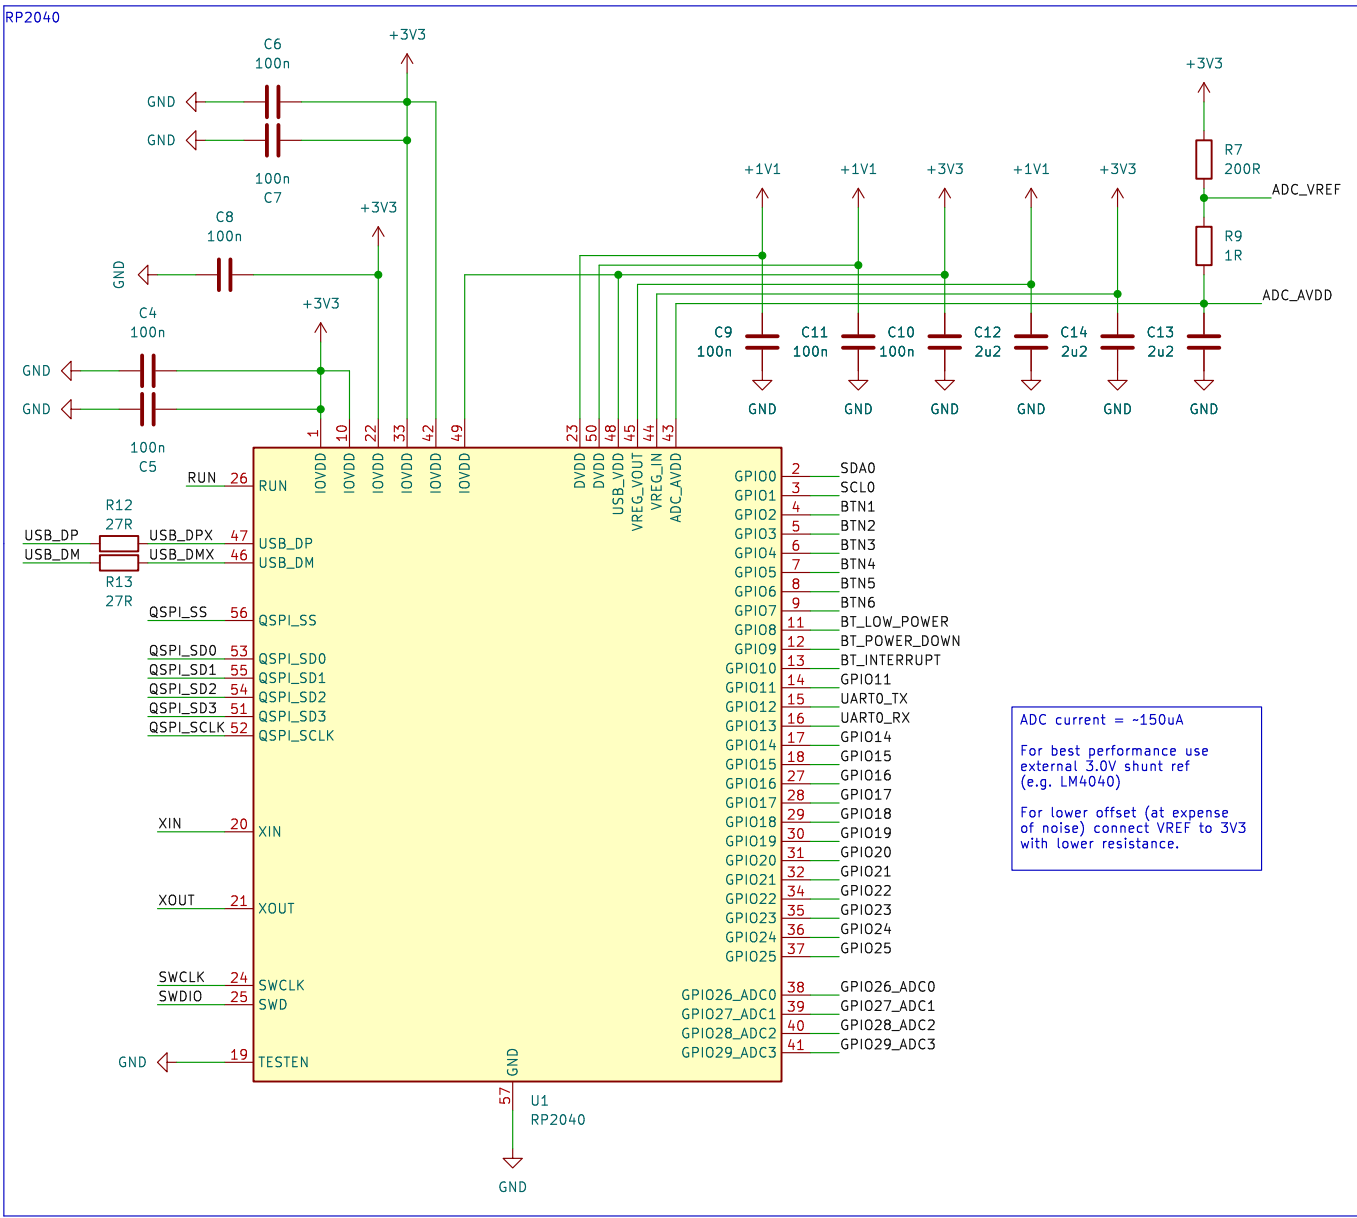 RP2040
C6
100n
+3V3
GND
GND
100n
C7
+3V3
C8
100n
GND
+3V3
C4
100n
GND
GND
100n
C5
+3V3
R7
200R
ADC_VREF
R9
1R
ADC_AVDD
+1V1
+1V1
+3V3
+1V1
+3V3
C9
100n
C11
100n
C10
100n
C12
2u2
C14
2u2
C13
2u2
GND
GND
GND
GND
GND
GND
1
10
22
33
42
49
23
50
48
45
44
43
IOVDD
IOVDD
IOVDD
IOVDD
IOVDD
IOVDD
DVDD
DVDD
USB_VDD
VREG_VOUT
VREG_IN
ADC_AVDD
RUN 26 RUN
R12
27R
USB_DP USB_DPX 47 USB_DP
USB_DM USB_DMX 46 USB_DM
R13
27R
QSPI_SS 56 QSPI_SS
QSPI_SD0 53 QSPI_SD0
QSPI_SD1 55 QSPI_SD1
QSPI_SD2 54 QSPI_SD2
QSPI_SD3 51 QSPI_SD3
QSPI_SCLK 52 QSPI_SCLK
XIN 20 XIN
XOUT 21 XOUT
SWCLK 24 SWCLK
SWDIO 25 SWD
GND 19 TESTEN
GPIO0 2 SDA0
GPIO1 3 SCL0
GPIO2 4 BTN1
GPIO3 5 BTN2
GPIO4 6 BTN3
GPIO5 7 BTN4
GPIO6 8 BTN5
GPIO7 9 BTN6
GPIO8 11 BT_LOW_POWER
GPIO9 12 BT_POWER_DOWN
GPIO10 13 BT_INTERRUPT
GPIO11 14 GPIO11
GPIO12 15 UART0_TX
GPIO13 16 UART0_RX
GPIO14 17 GPIO14
GPIO15 18 GPIO15
GPIO16 27 GPIO16
GPIO17 28 GPIO17
GPIO18 29 GPIO18
GPIO19 30 GPIO19
GPIO20 31 GPIO20
GPIO21 32 GPIO21
GPIO22 34 GPIO22
GPIO23 35 GPIO23
GPIO24 36 GPIO24
GPIO25 37 GPIO25
GPIO26_ADC0 38 GPIO26_ADC0
GPIO27_ADC1 39 GPIO27_ADC1
GPIO28_ADC2 40 GPIO28_ADC2
GPIO29_ADC3 41 GPIO29_ADC3
GND
57
U1
RP2040
GND
ADC current = ~150uA
For best performance use
external 3.0V shunt ref
(e.g. LM4040)
For lower offset (at expense
of noise) connect VREF to 3V3
with lower resistance.